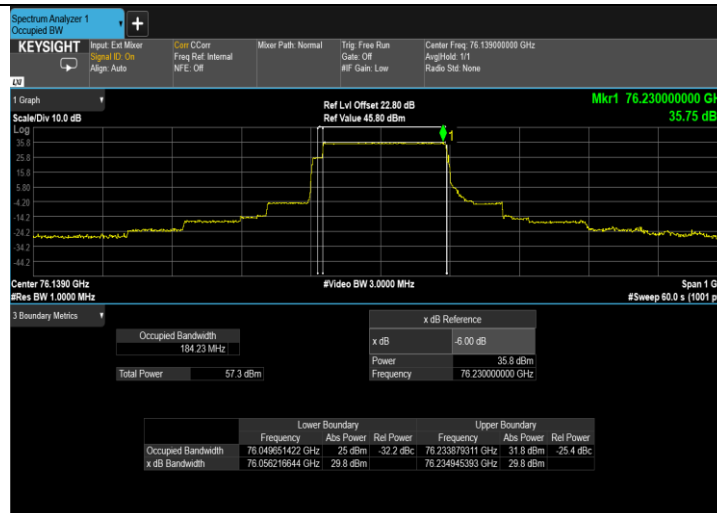 Spectrum Analyzer 1
Occupied BW
+
KEYSIGHT Input: Ext Mixer Corr CCorr Mixer Path: Normal Trig: Free Run Center Freq: 76.139000000 GHz
Signal ID: On Freq Ref: Internal Gate: Off Avg|Hold: 1/1
Align: Auto NFE: Off #IF Gain: Low Radio Std: None
LXI
1 Graph Ref Lvl Offset 22.80 dB Mkr1 76.230000000 GH
Scale/Div 10.0 dB Ref Value 45.80 dBm 35.75 dB
Log
1
35.8
25.8
15.8
5.80
-4.20
-14.2
-24.2
-34.2
-44.2
Center 76.1390 GHz #Video BW 3.0000 MHz Span 1 G
#Res BW 1.0000 MHz #Sweep 60.0 s (1001 p
3 Boundary Metrics
x dB Reference
Occupied Bandwidth
184.23 MHz
x dB -6.00 dB
Power 35.8 dBm
Total Power 57.3 dBm Frequency 76.230000000 GHz
Lower Boundary Upper Boundary
Frequency Abs Power Rel Power Frequency Abs Power Rel Power
Occupied Bandwidth 76.049651422 GHz 25 dBm -32.2 dBc 76.233879311 GHz 31.8 dBm -25.4 dBc
x dB Bandwidth 76.056216644 GHz 29.8 dBm 76.234945393 GHz 29.8 dBm